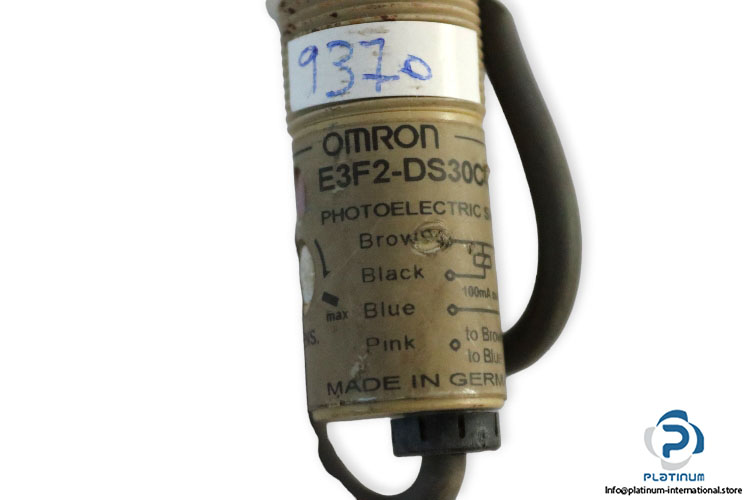 9370
OMRON
E3F2-DS30C
PHOTOELECTRIC
Brown
Black
100mA
max
Blue
Pink
to Brow
to Blue
MADE IN GERM
PLATINUM
Info@platinum-international.store